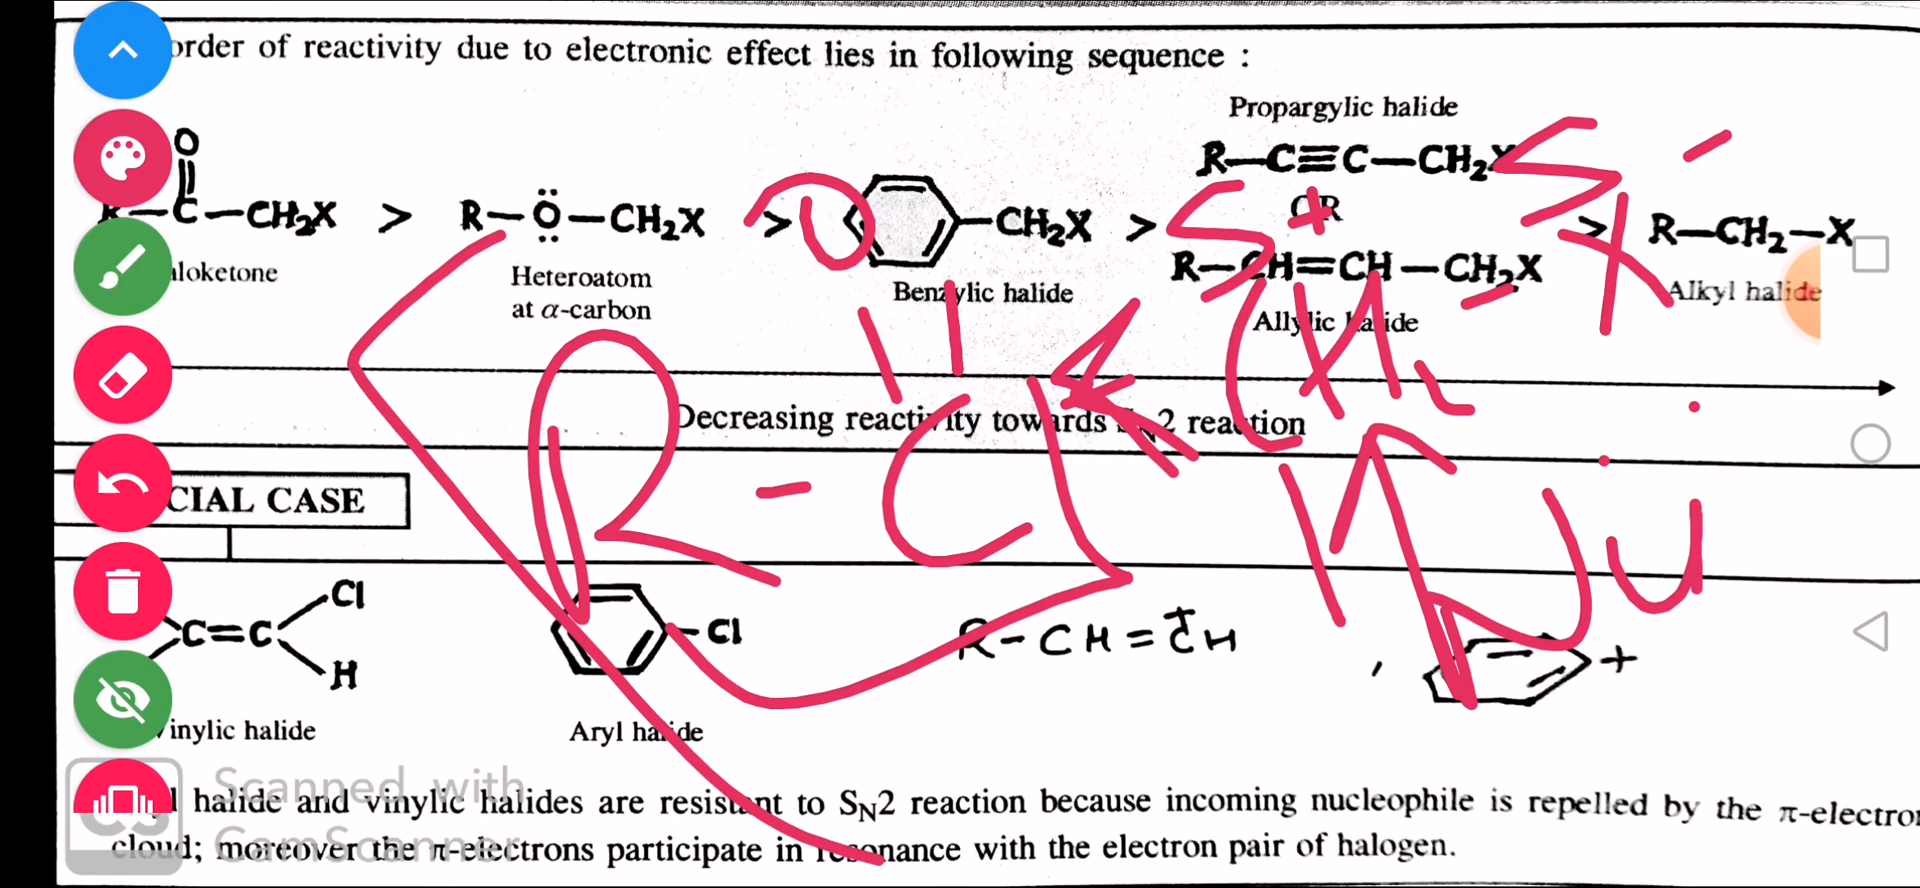 order of reactivity due to electronic effect lies in following sequence :
Propargylic halide
R—C≡C—CH₂X
O
R—C—CH₂X > R—Ö—CH₂X > —CH₂X > OR > R—CH₂—X
R—CH=CH—CH₂X
aloketone Heteroatom at α-carbon Benzylic halide Allylic halide Alkyl halide
Decreasing reactivity towards SN2 reaction
R - C - CH₂
Nu
CIAL CASE
C=C Cl H
Cl
R-CH=CH
+
inylic halide Aryl halide
halide and vinylic halides are resistant to SN2 reaction because incoming nucleophile is repelled by the π-electron
cloud; moreover the π-electrons participate in resonance with the electron pair of halogen.
Scanned with
CamScanner
CS